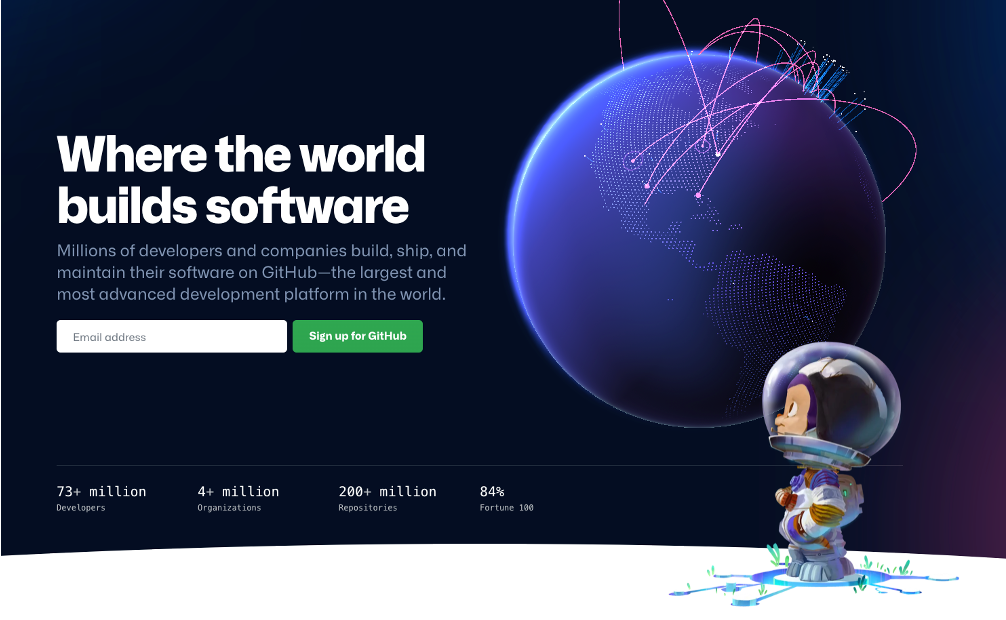 Where the world
builds software
Millions of developers and companies build, ship, and
maintain their software on GitHub—the largest and
most advanced development platform in the world.
Email address
Sign up for GitHub
73+ million
Developers
4+ million
Organizations
200+ million
Repositories
84%
Fortune 100